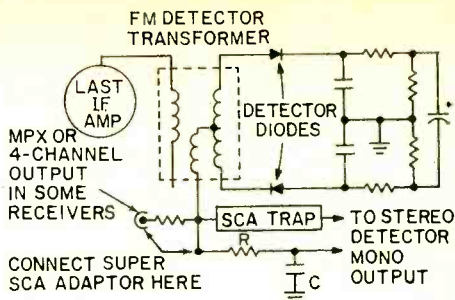 FM DETECTOR
TRANSFORMER
LAST
IF
AMP
DETECTOR
DIODES
MPX OR
4-CHANNEL
OUTPUT
IN SOME
RECEIVERS
SCA TRAP
TO STEREO
DETECTOR
MONO
OUTPUT
R
C
CONNECT SUPER
SCA ADAPTOR HERE
+